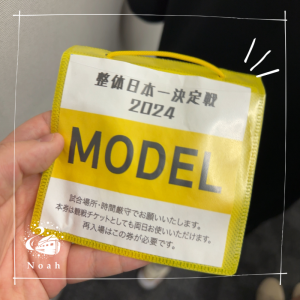 整体日本一決定戦
2024
MODEL
試合場所・時間厳守でお願いいたします。
本券は観戦チケットとしても両日お使いいただけます。
再入場はこの券が必要です。
Noah